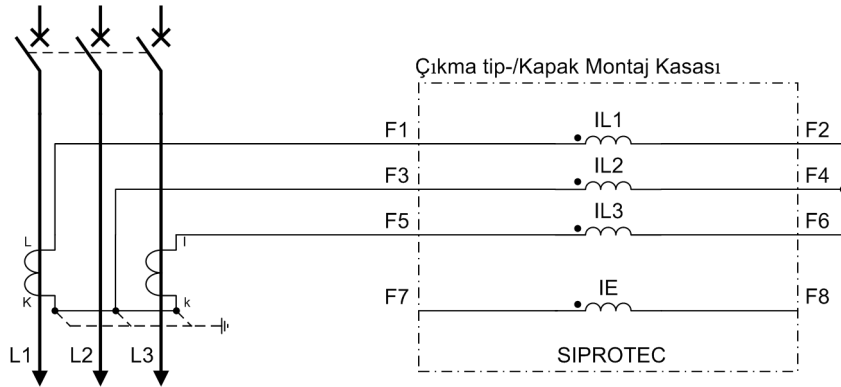 Çıkma tip-/Kapak Montaj Kasası
F1 IL1 F2
F3 IL2 F4
F5 IL3 F6
L l
K k
F7 IE F8
L1 L2 L3
SIPROTEC